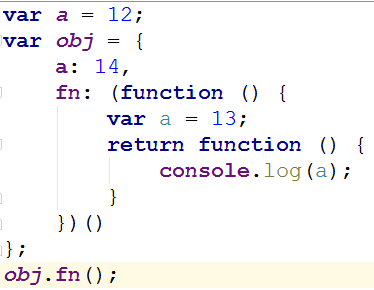 var a = 12;
var obj = {
    a: 14,
    fn: (function () {
        var a = 13;
        return function () {
            console.log(a);
        }
    })()
};
obj.fn();